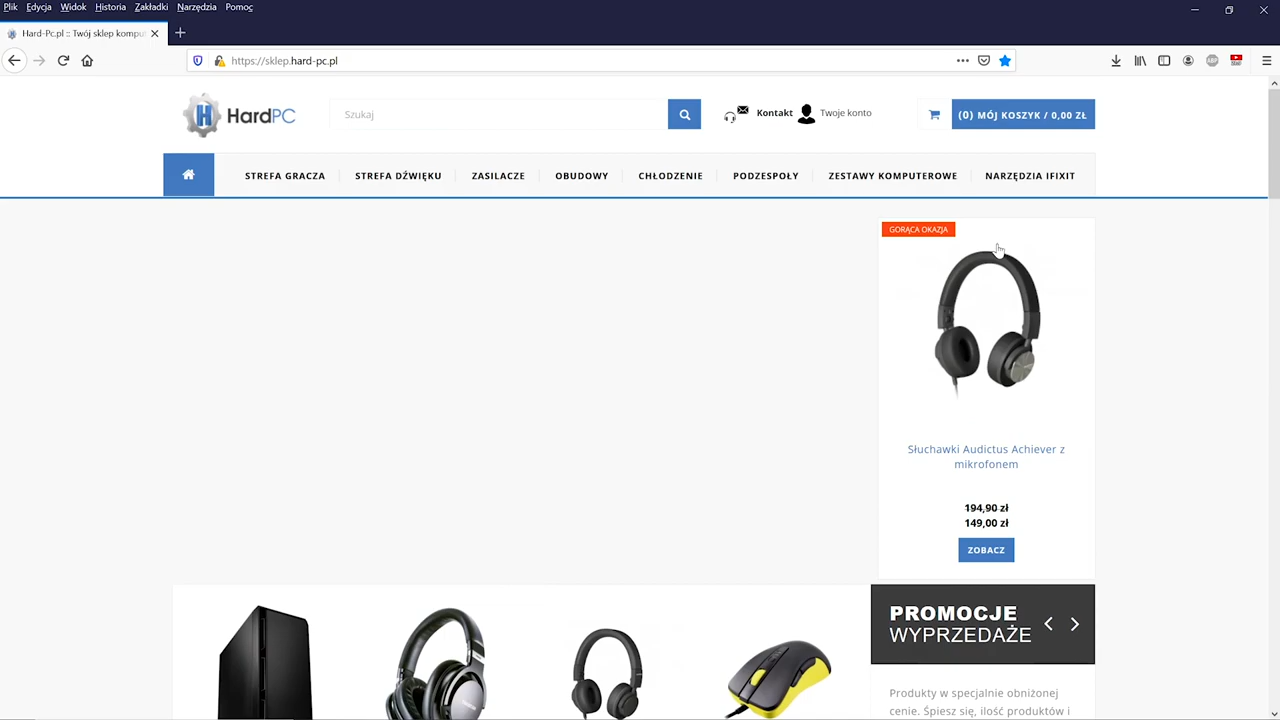 Plik Edycja Widok Historia Zakładki Narzędzia Pomoc
Hard-Pc.pl :: Twój sklep kompu
https://sklep.hard-pc.pl
HardPC
Szukaj
Kontakt
Twoje konto
(0) MÓJ KOSZYK / 0,00 ZŁ
STREFA GRACZA STREFA DŹWIĘKU ZASILACZE OBUDOWY CHŁODZENIE PODZESPOŁY ZESTAWY KOMPUTEROWE NARZĘDZIA IFIXIT
GORĄCA OKAZJA
Słuchawki Audictus Achiever z
mikrofonem
194,90 zł
149,00 zł
ZOBACZ
PROMOCJE
WYPRZEDAŻE
Produkty w specjalnie obniżonej
cenie. Śpiesz się, ilość produktów i